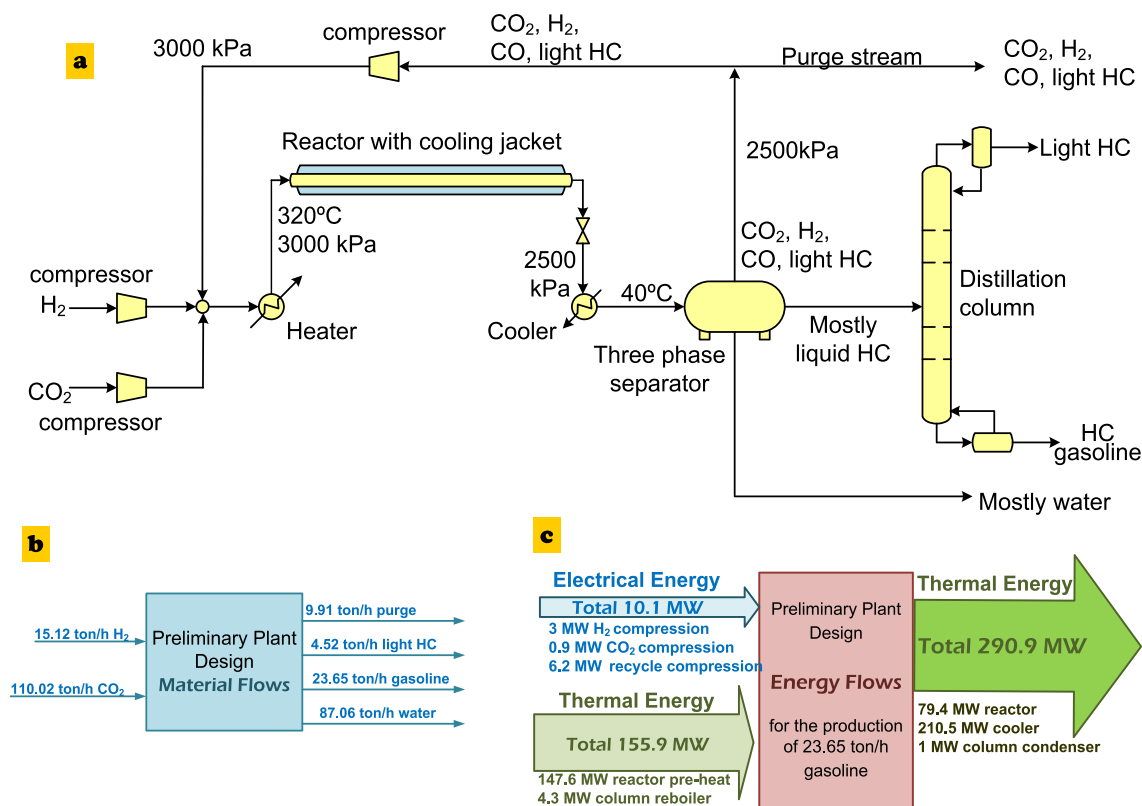 a
3000 kPa
compressor
CO₂, H₂,
CO, light HC
Purge stream
CO₂, H₂,
CO, light HC
Reactor with cooling jacket
2500kPa
Light HC
320ºC
3000 kPa
CO₂, H₂,
CO, light HC
compressor
H₂
Heater
2500
kPa
Cooler
40ºC
Three phase
separator
Mostly
liquid HC
Distillation
column
CO₂
compressor
HC
gasoline
Mostly water
b
15.12 ton/h H₂
110.02 ton/h CO₂
Preliminary Plant
Design
Material Flows
9.91 ton/h purge
4.52 ton/h light HC
23.65 ton/h gasoline
87.06 ton/h water
c
Electrical Energy
Total 10.1 MW
3 MW H₂ compression
0.9 MW CO₂ compression
6.2 MW recycle compression
Thermal Energy
Total 155.9 MW
147.6 MW reactor pre-heat
4.3 MW column reboiler
Preliminary Plant
Design
Energy Flows
for the production
of 23.65 ton/h
gasoline
Thermal Energy
Total 290.9 MW
79.4 MW reactor
210.5 MW cooler
1 MW column condenser